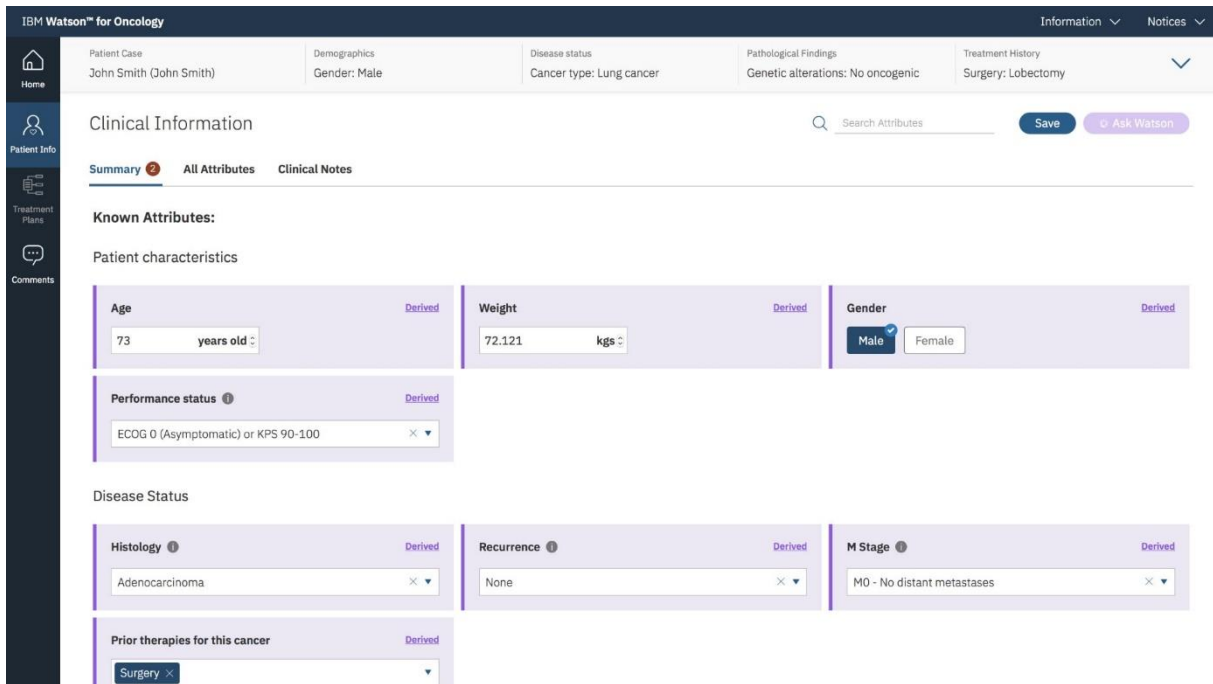 IBM Watson™ for Oncology
Information
Notices
Home
Patient Case
John Smith (John Smith)
Demographics
Gender: Male
Disease status
Cancer type: Lung cancer
Pathological Findings
Genetic alterations: No oncogenic
Treatment History
Surgery: Lobectomy
Patient Info
Treatment
Plans
Comments
Clinical Information
Search Attributes
Save
Ask Watson
Summary 2
All Attributes
Clinical Notes
Known Attributes:
Patient characteristics
Age
Derived
73 years old
Weight
Derived
72.121 kgs
Gender
Derived
Male
Female
Performance status
Derived
ECOG 0 (Asymptomatic) or KPS 90-100
Disease Status
Histology
Derived
Adenocarcinoma
Recurrence
Derived
None
M Stage
Derived
M0 - No distant metastases
Prior therapies for this cancer
Derived
Surgery